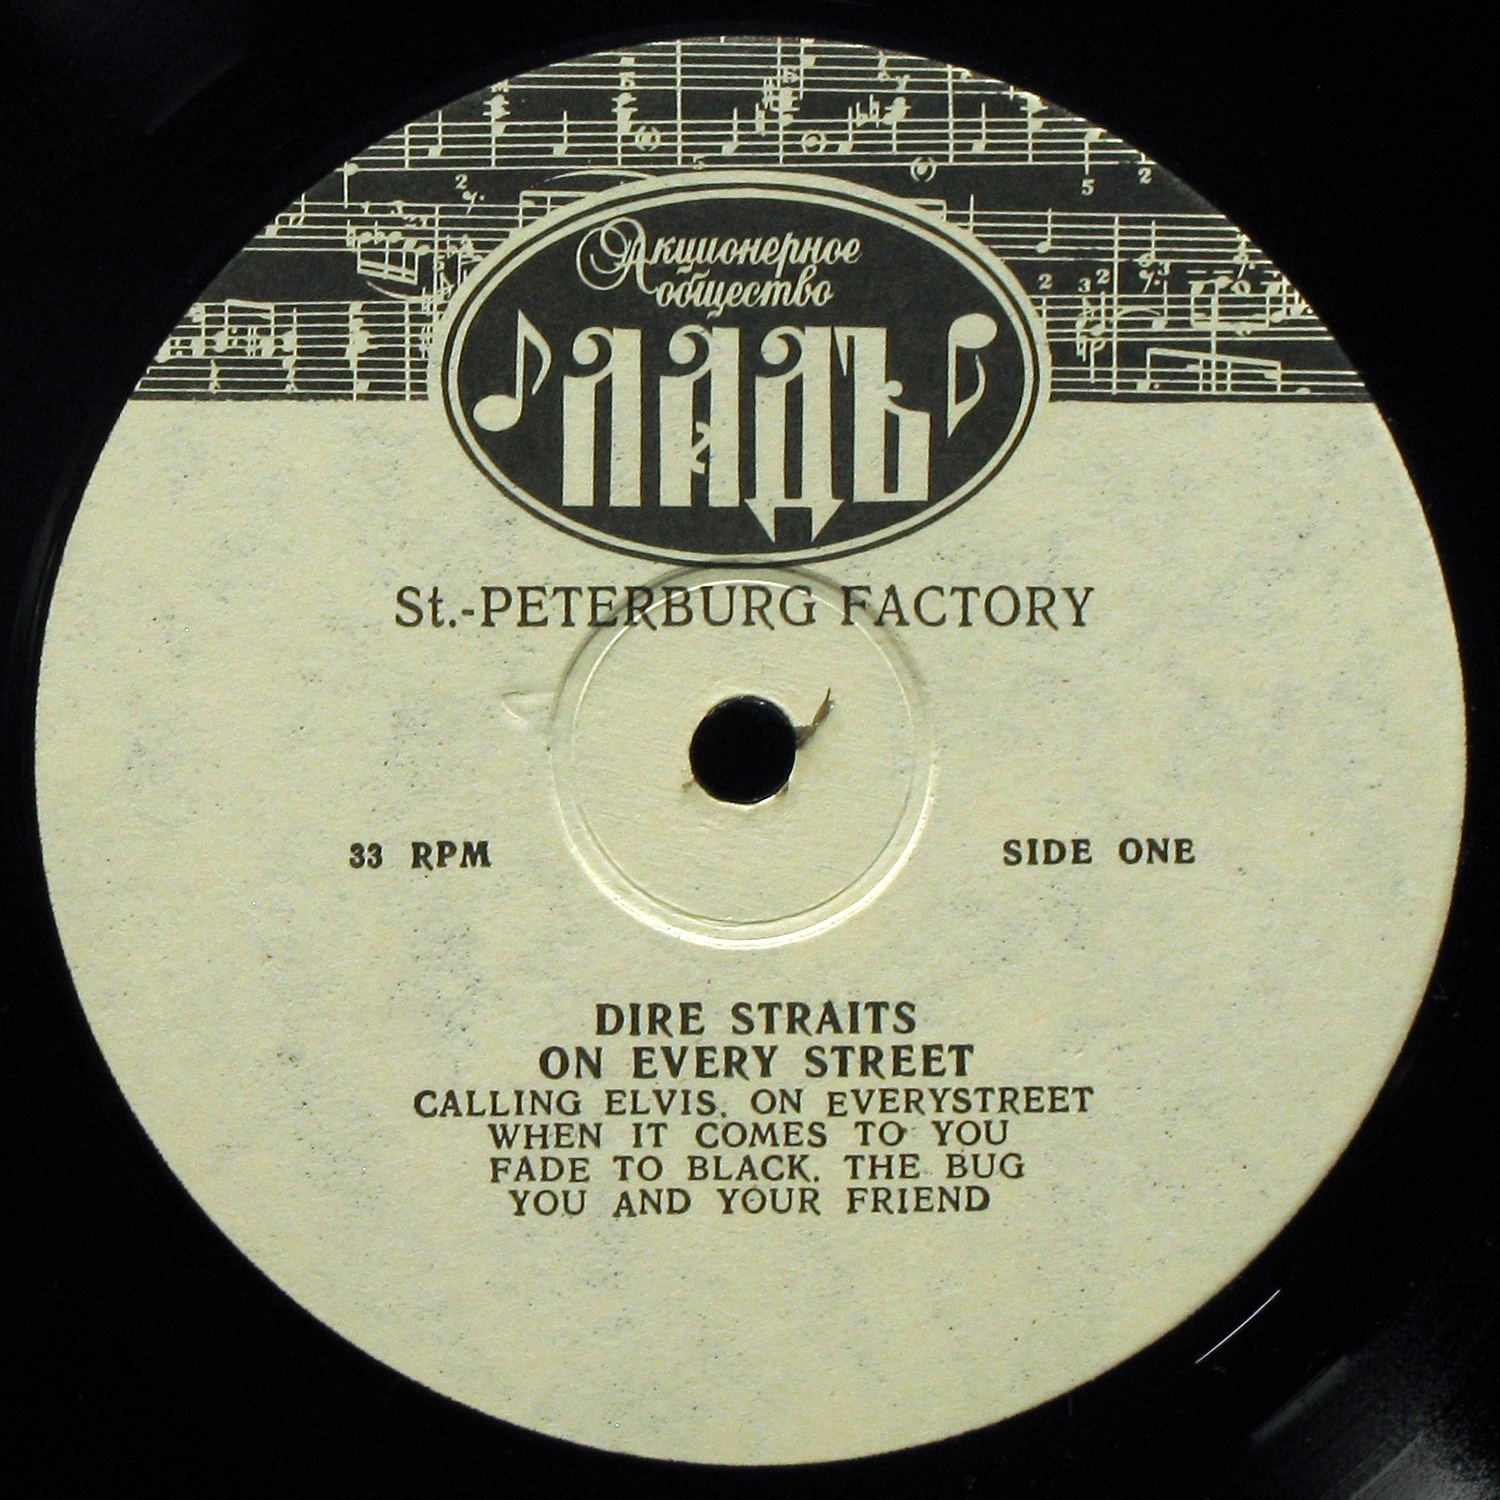 Акционерное
общество
ЛАДЪ
St.-PETERBURG FACTORY
33 RPM
SIDE ONE
DIRE STRAITS
ON EVERY STREET
CALLING ELVIS. ON EVERYSTREET
WHEN IT COMES TO YOU
FADE TO BLACK. THE BUG
YOU AND YOUR FRIEND